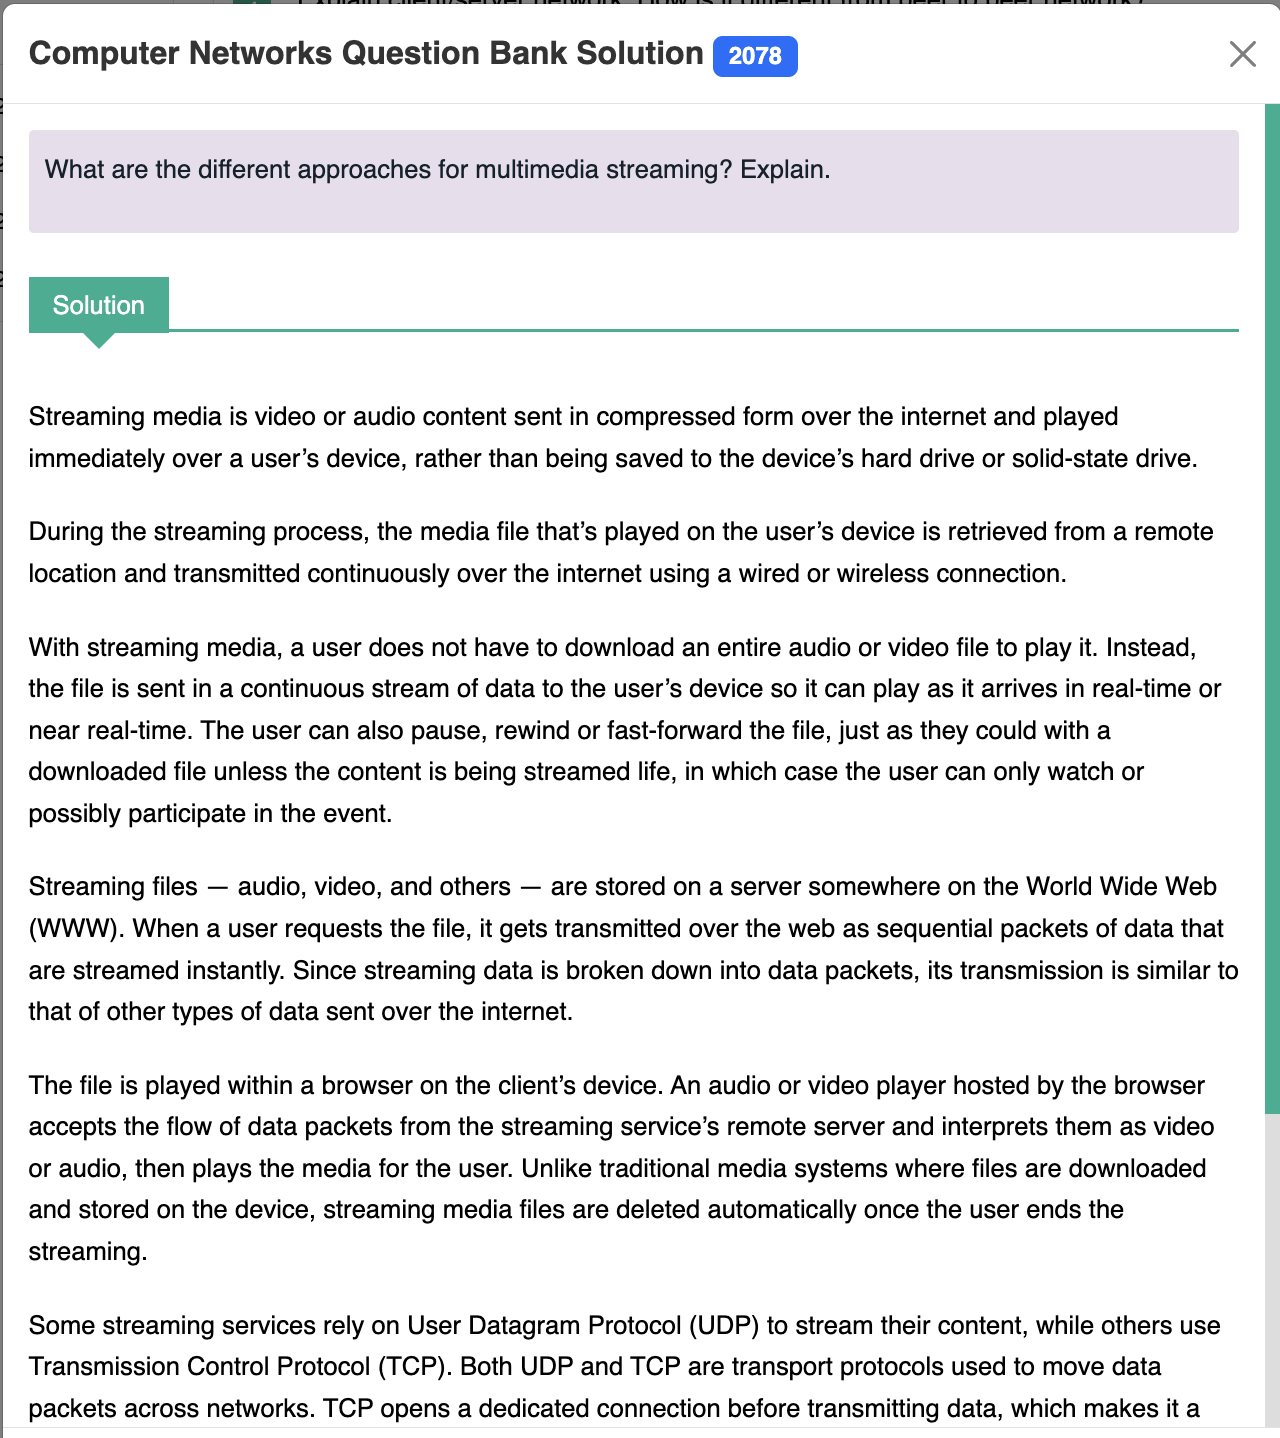 Explain client/server network. How is it different from peer to peer network?
Computer Networks Question Bank Solution 2078
What are the different approaches for multimedia streaming? Explain.
Solution
Streaming media is video or audio content sent in compressed form over the internet and played
immediately over a user’s device, rather than being saved to the device’s hard drive or solid-state drive.
During the streaming process, the media file that’s played on the user’s device is retrieved from a remote
location and transmitted continuously over the internet using a wired or wireless connection.
With streaming media, a user does not have to download an entire audio or video file to play it. Instead,
the file is sent in a continuous stream of data to the user’s device so it can play as it arrives in real-time or
near real-time. The user can also pause, rewind or fast-forward the file, just as they could with a
downloaded file unless the content is being streamed life, in which case the user can only watch or
possibly participate in the event.
Streaming files — audio, video, and others — are stored on a server somewhere on the World Wide Web
(WWW). When a user requests the file, it gets transmitted over the web as sequential packets of data that
are streamed instantly. Since streaming data is broken down into data packets, its transmission is similar to
that of other types of data sent over the internet.
The file is played within a browser on the client’s device. An audio or video player hosted by the browser
accepts the flow of data packets from the streaming service’s remote server and interprets them as video
or audio, then plays the media for the user. Unlike traditional media systems where files are downloaded
and stored on the device, streaming media files are deleted automatically once the user ends the
streaming.
Some streaming services rely on User Datagram Protocol (UDP) to stream their content, while others use
Transmission Control Protocol (TCP). Both UDP and TCP are transport protocols used to move data
packets across networks. TCP opens a dedicated connection before transmitting data, which makes it a